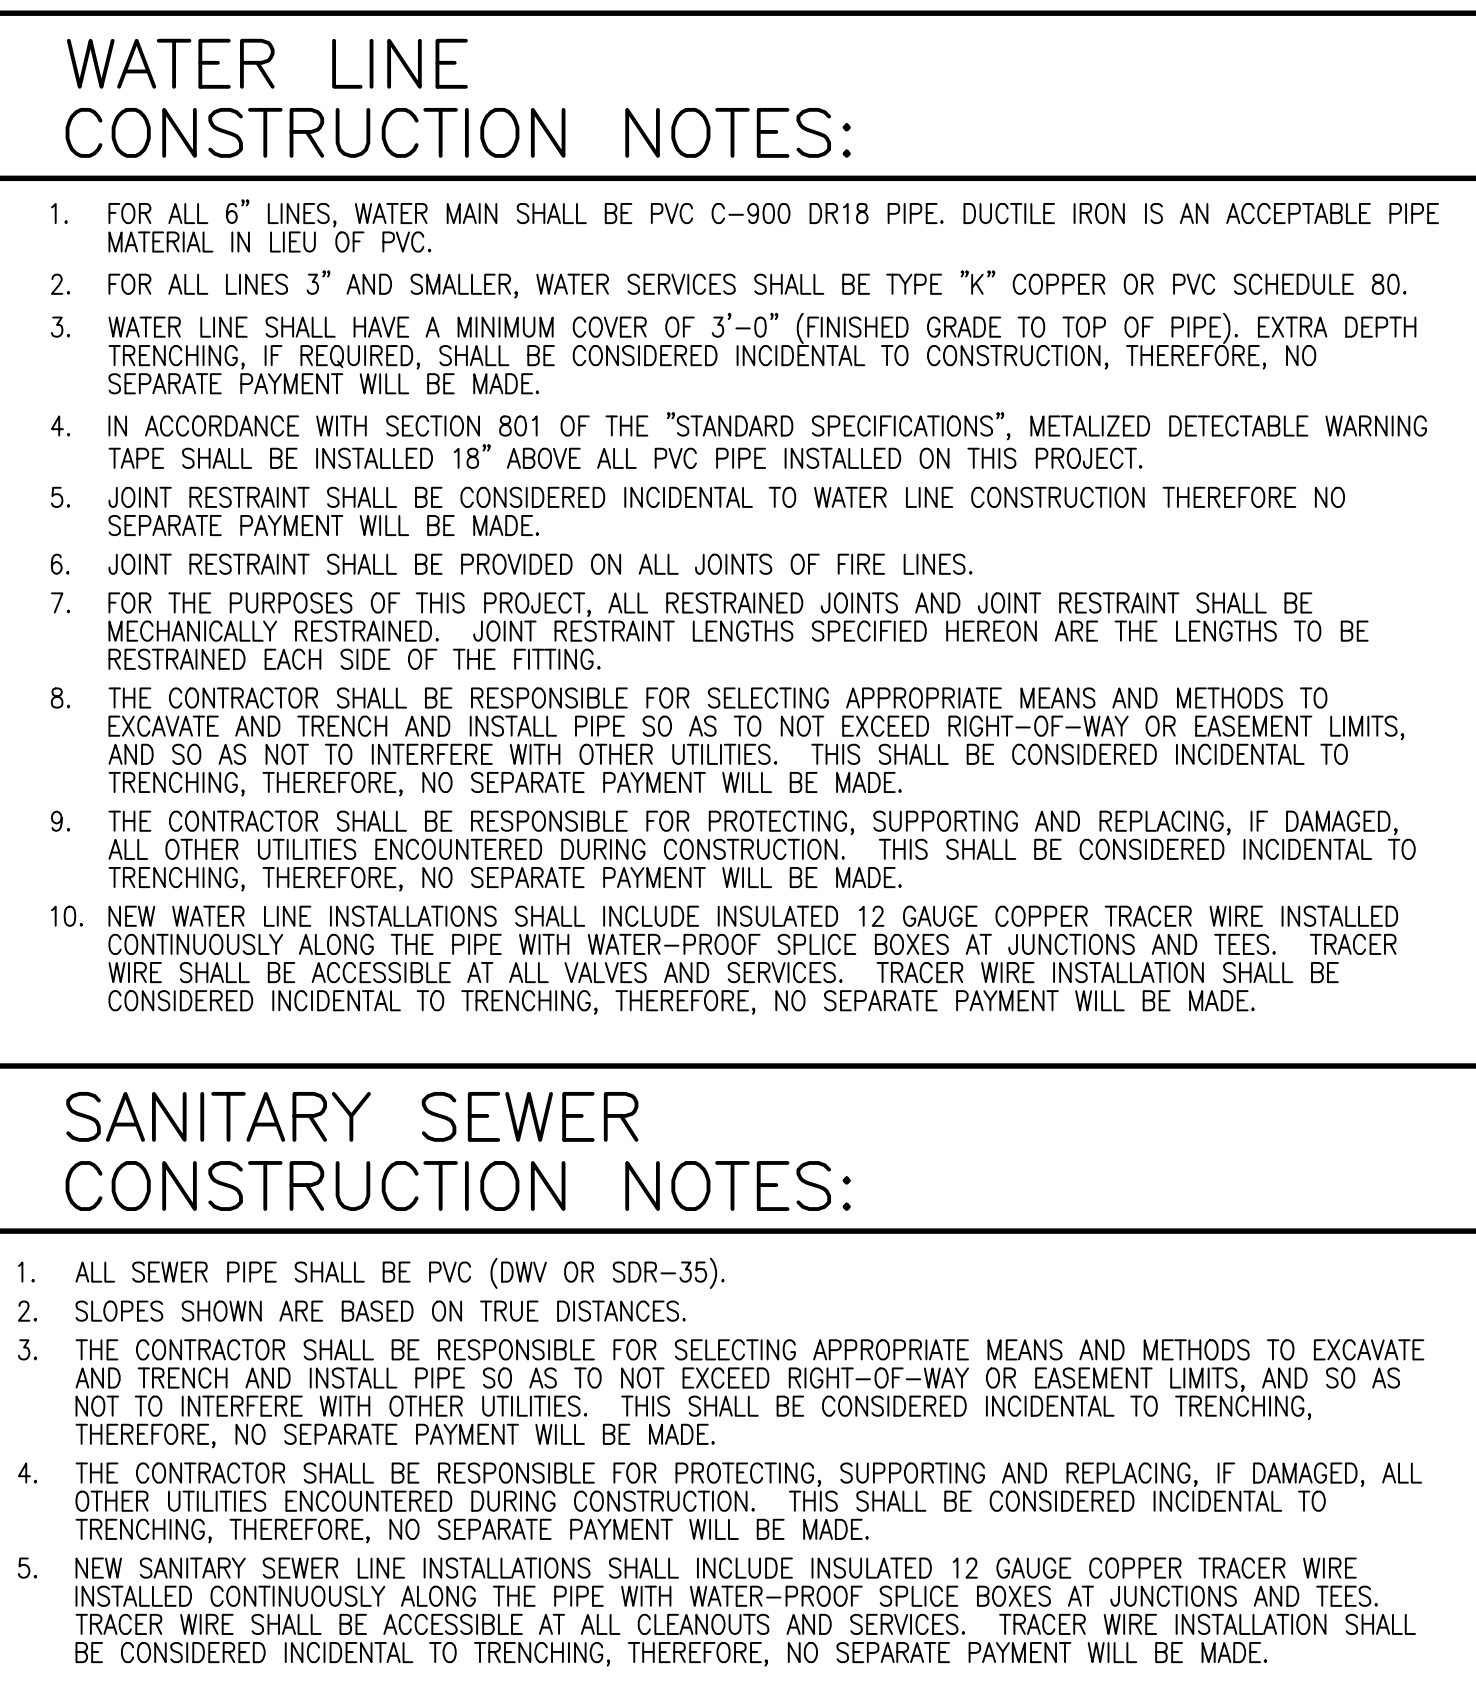 WATER LINE
CONSTRUCTION NOTES:
1. FOR ALL 6" LINES, WATER MAIN SHALL BE PVC C-900 DR18 PIPE. DUCTILE IRON IS AN ACCEPTABLE PIPE
MATERIAL IN LIEU OF PVC.
2. FOR ALL LINES 3" AND SMALLER, WATER SERVICES SHALL BE TYPE "K" COPPER OR PVC SCHEDULE 80.
3. WATER LINE SHALL HAVE A MINIMUM COVER OF 3'-0" (FINISHED GRADE TO TOP OF PIPE). EXTRA DEPTH
TRENCHING, IF REQUIRED, SHALL BE CONSIDERED INCIDENTAL TO CONSTRUCTION, THEREFORE, NO
SEPARATE PAYMENT WILL BE MADE.
4. IN ACCORDANCE WITH SECTION 801 OF THE "STANDARD SPECIFICATIONS", METALIZED DETECTABLE WARNING
TAPE SHALL BE INSTALLED 18" ABOVE ALL PVC PIPE INSTALLED ON THIS PROJECT.
5. JOINT RESTRAINT SHALL BE CONSIDERED INCIDENTAL TO WATER LINE CONSTRUCTION THEREFORE NO
SEPARATE PAYMENT WILL BE MADE.
6. JOINT RESTRAINT SHALL BE PROVIDED ON ALL JOINTS OF FIRE LINES.
7. FOR THE PURPOSES OF THIS PROJECT, ALL RESTRAINED JOINTS AND JOINT RESTRAINT SHALL BE
MECHANICALLY RESTRAINED. JOINT RESTRAINT LENGTHS SPECIFIED HEREON ARE THE LENGTHS TO BE
RESTRAINED EACH SIDE OF THE FITTING.
8. THE CONTRACTOR SHALL BE RESPONSIBLE FOR SELECTING APPROPRIATE MEANS AND METHODS TO
EXCAVATE AND TRENCH AND INSTALL PIPE SO AS TO NOT EXCEED RIGHT-OF-WAY OR EASEMENT LIMITS,
AND SO AS NOT TO INTERFERE WITH OTHER UTILITIES. THIS SHALL BE CONSIDERED INCIDENTAL TO
TRENCHING, THEREFORE, NO SEPARATE PAYMENT WILL BE MADE.
9. THE CONTRACTOR SHALL BE RESPONSIBLE FOR PROTECTING, SUPPORTING AND REPLACING, IF DAMAGED,
ALL OTHER UTILITIES ENCOUNTERED DURING CONSTRUCTION. THIS SHALL BE CONSIDERED INCIDENTAL TO
TRENCHING, THEREFORE, NO SEPARATE PAYMENT WILL BE MADE.
10. NEW WATER LINE INSTALLATIONS SHALL INCLUDE INSULATED 12 GAUGE COPPER TRACER WIRE INSTALLED
CONTINUOUSLY ALONG THE PIPE WITH WATER-PROOF SPLICE BOXES AT JUNCTIONS AND TEES. TRACER
WIRE SHALL BE ACCESSIBLE AT ALL VALVES AND SERVICES. TRACER WIRE INSTALLATION SHALL BE
CONSIDERED INCIDENTAL TO TRENCHING, THEREFORE, NO SEPARATE PAYMENT WILL BE MADE.
SANITARY SEWER
CONSTRUCTION NOTES:
1. ALL SEWER PIPE SHALL BE PVC (DWV OR SDR-35).
2. SLOPES SHOWN ARE BASED ON TRUE DISTANCES.
3. THE CONTRACTOR SHALL BE RESPONSIBLE FOR SELECTING APPROPRIATE MEANS AND METHODS TO EXCAVATE
AND TRENCH AND INSTALL PIPE SO AS TO NOT EXCEED RIGHT-OF-WAY OR EASEMENT LIMITS, AND SO AS
NOT TO INTERFERE WITH OTHER UTILITIES. THIS SHALL BE CONSIDERED INCIDENTAL TO TRENCHING,
THEREFORE, NO SEPARATE PAYMENT WILL BE MADE.
4. THE CONTRACTOR SHALL BE RESPONSIBLE FOR PROTECTING, SUPPORTING AND REPLACING, IF DAMAGED, ALL
OTHER UTILITIES ENCOUNTERED DURING CONSTRUCTION. THIS SHALL BE CONSIDERED INCIDENTAL TO
TRENCHING, THEREFORE, NO SEPARATE PAYMENT WILL BE MADE.
5. NEW SANITARY SEWER LINE INSTALLATIONS SHALL INCLUDE INSULATED 12 GAUGE COPPER TRACER WIRE
INSTALLED CONTINUOUSLY ALONG THE PIPE WITH WATER-PROOF SPLICE BOXES AT JUNCTIONS AND TEES.
TRACER WIRE SHALL BE ACCESSIBLE AT ALL CLEANOUTS AND SERVICES. TRACER WIRE INSTALLATION SHALL
BE CONSIDERED INCIDENTAL TO TRENCHING, THEREFORE, NO SEPARATE PAYMENT WILL BE MADE.